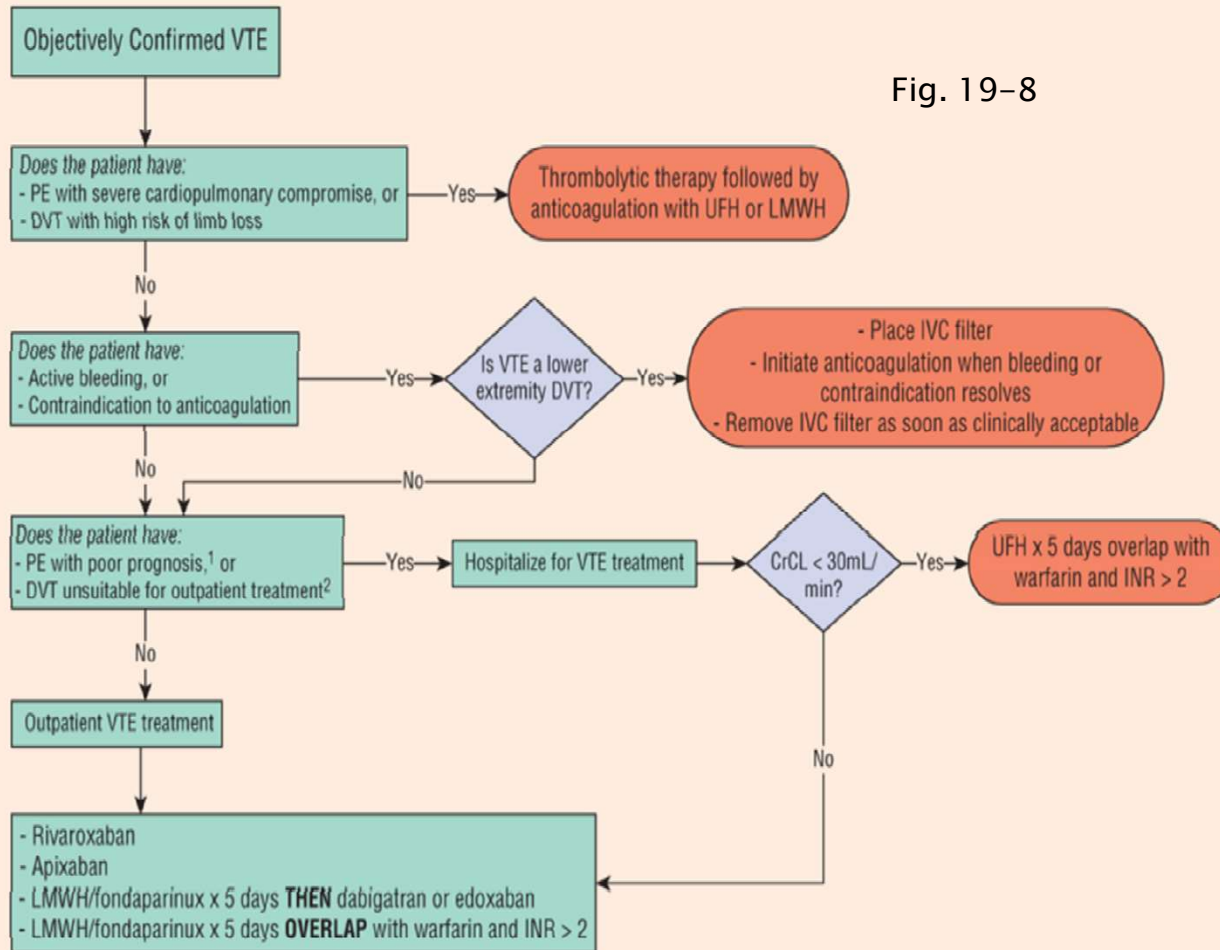 Objectively Confirmed VTE
Fig. 19-8
Does the patient have:
- PE with severe cardiopulmonary compromise, or
- DVT with high risk of limb loss
Yes
Thrombolytic therapy followed by
anticoagulation with UFH or LMWH
No
Does the patient have:
- Active bleeding, or
- Contraindication to anticoagulation
Yes
Is VTE a lower
extremity DVT?
Yes
- Place IVC filter
- Initiate anticoagulation when bleeding or
contraindication resolves
- Remove IVC filter as soon as clinically acceptable
No
No
Does the patient have:
- PE with poor prognosis,¹ or
- DVT unsuitable for outpatient treatment²
Yes
Hospitalize for VTE treatment
CrCL < 30mL/
min?
Yes
UFH x 5 days overlap with
warfarin and INR > 2
No
Outpatient VTE treatment
No
- Rivaroxaban
- Apixaban
- LMWH/fondaparinux x 5 days THEN dabigatran or edoxaban
- LMWH/fondaparinux x 5 days OVERLAP with warfarin and INR > 2